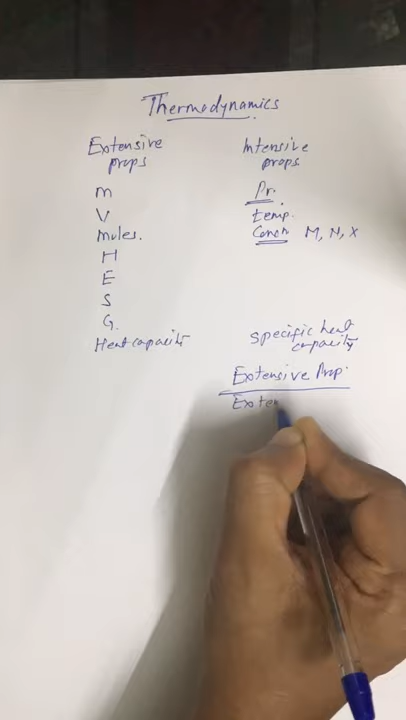 Thermodynamics
Extensive props
m
V
moles.
H
E
S
G.
Heat capacity
Intensive props
Pr.
temp.
Concn M, N, X
Specific heat capacity
Extensive Prop.
Exten